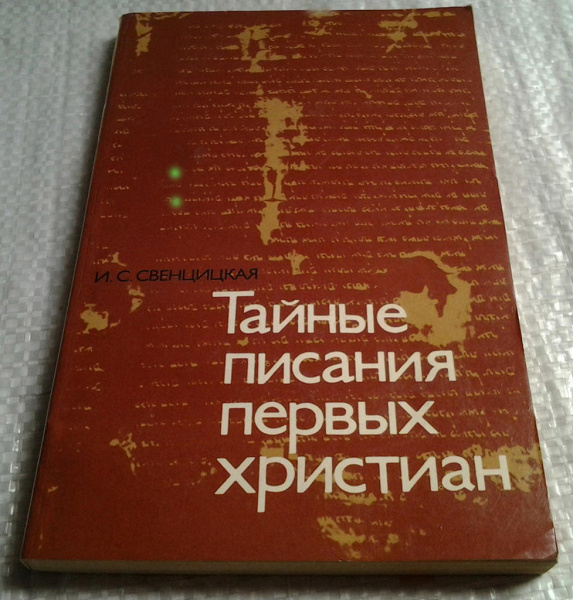 И. С. СВЕНЦИЦКАЯ
Тайные
писания
первых
христиан